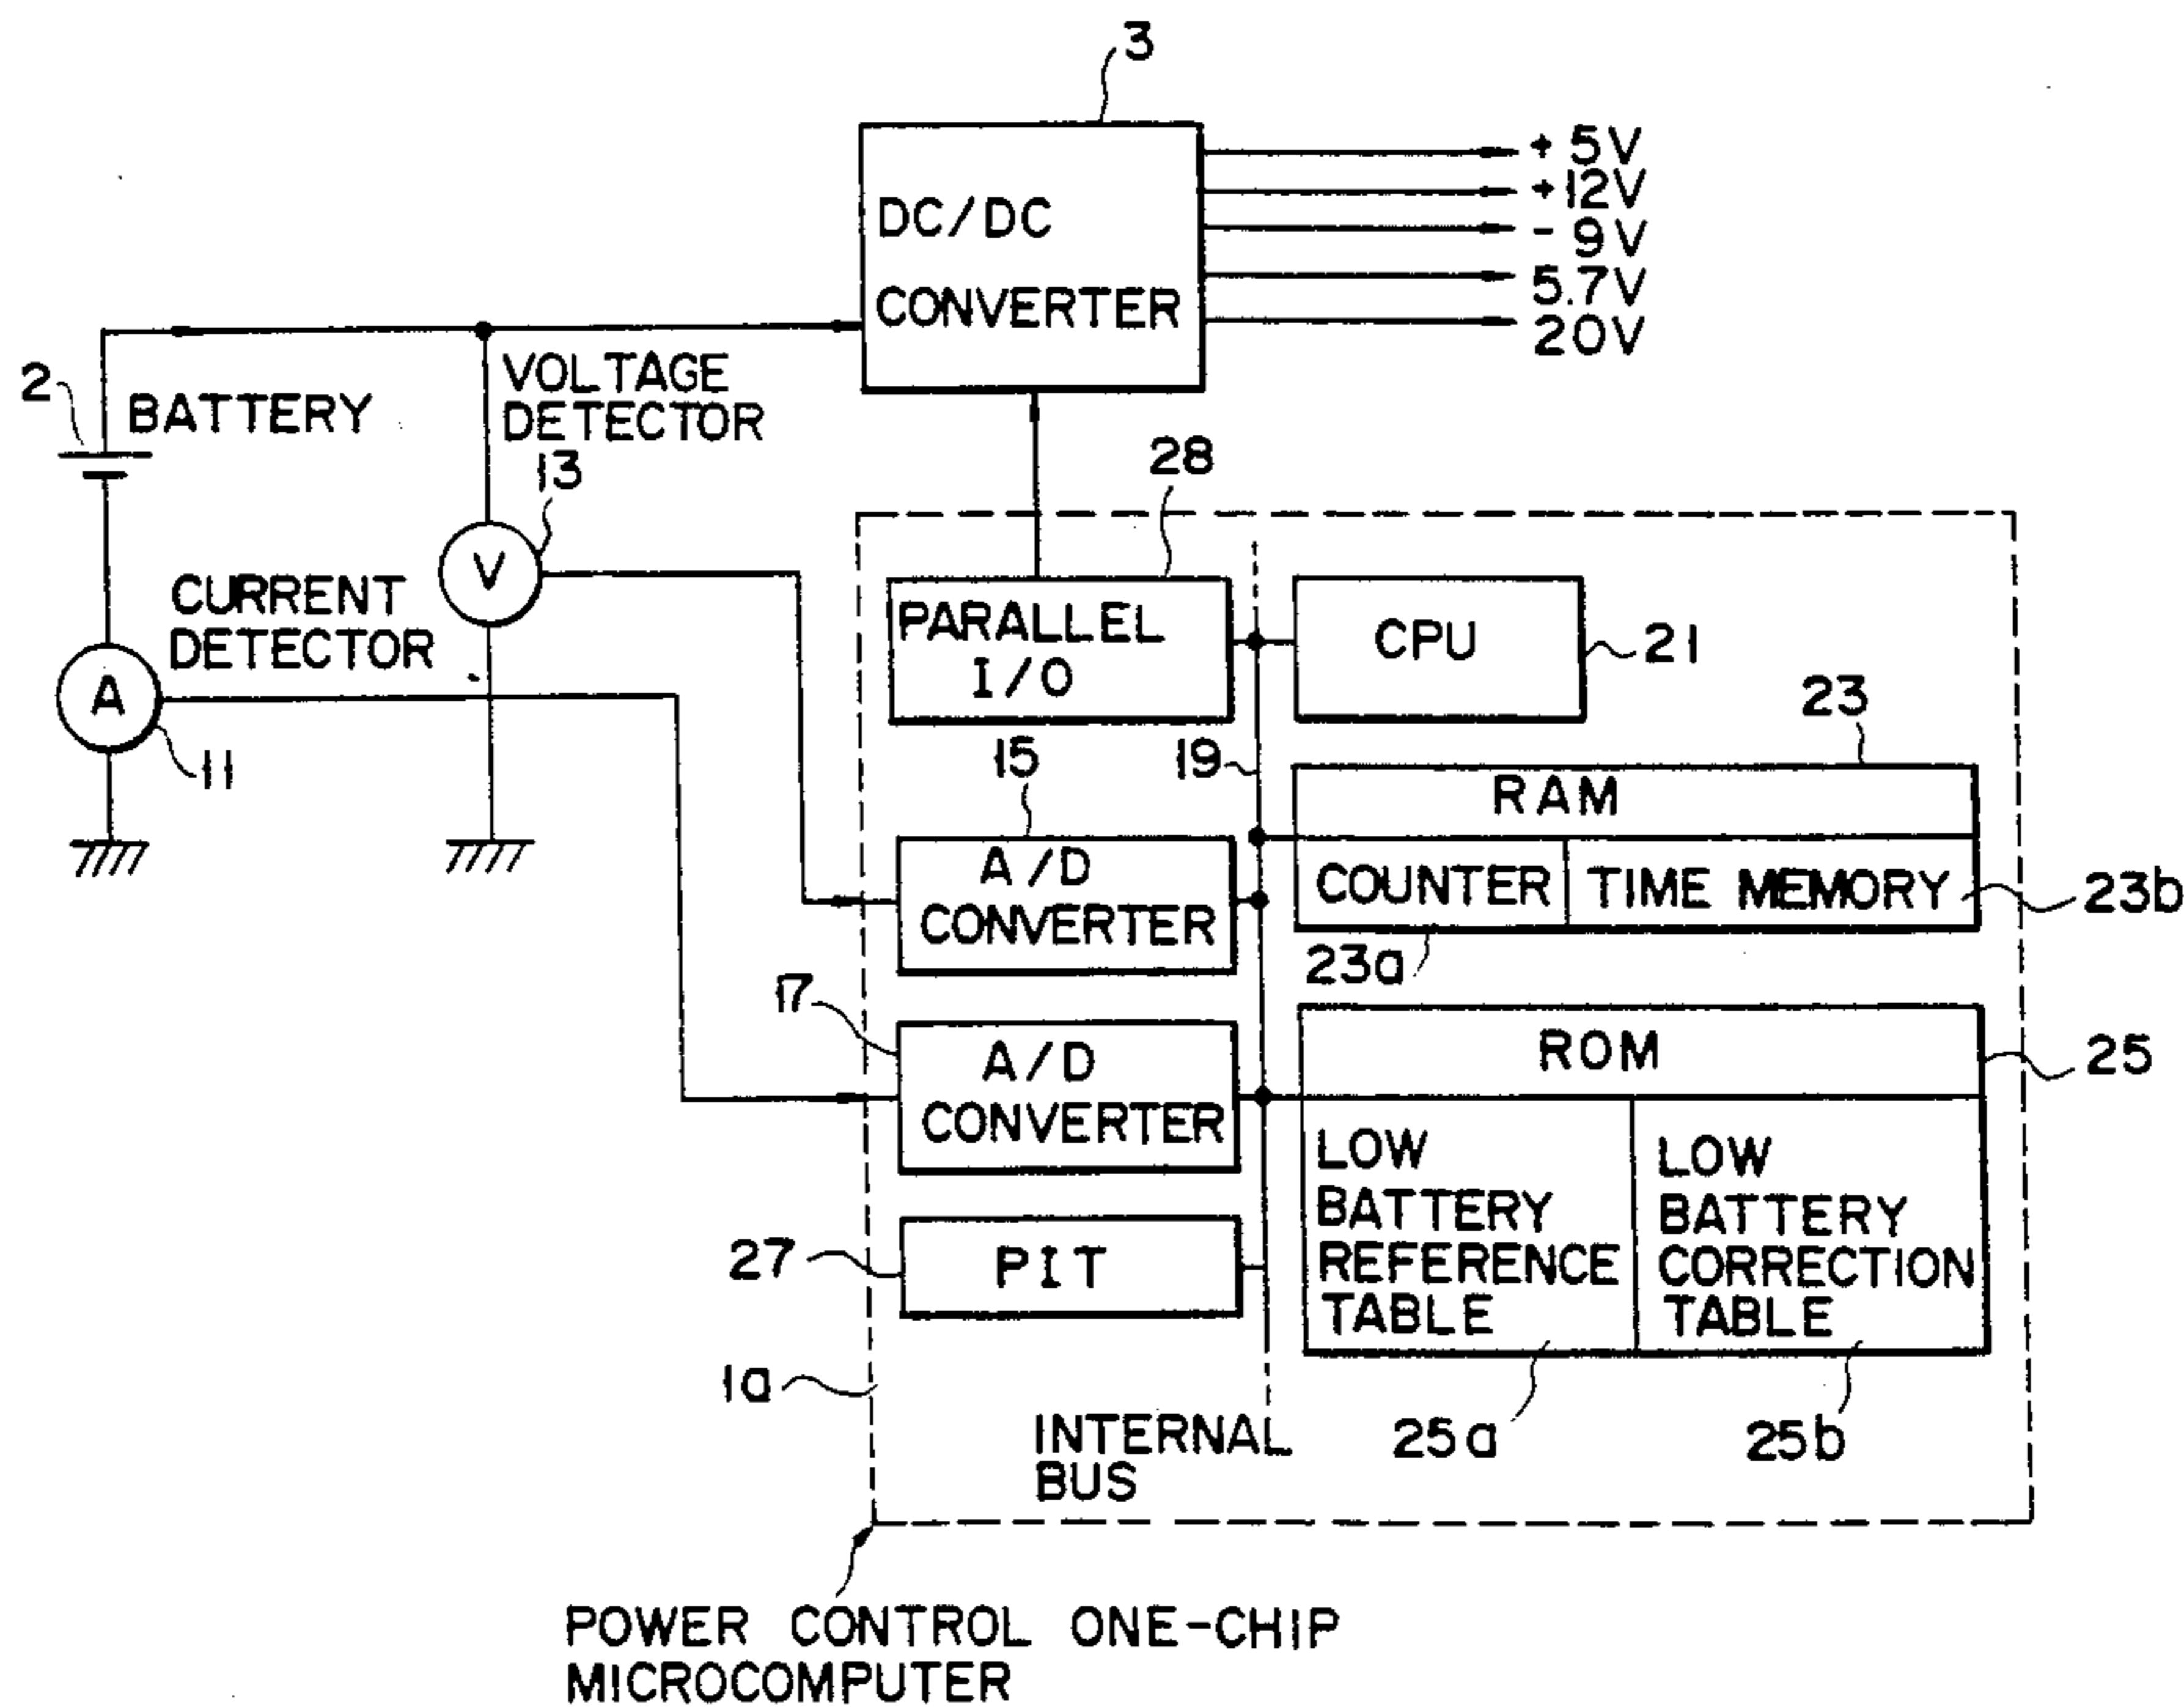 3
DC/DC
CONVERTER
+5V
+12V
-9V
5.7V
20V
2
BATTERY
VOLTAGE
DETECTOR
13
V
CURRENT
DETECTOR
A
11
28
PARALLEL
I/O
CPU
21
15
19
23
RAM
COUNTER
TIME MEMORY
23b
23a
A/D
CONVERTER
17
A/D
CONVERTER
ROM
25
LOW
BATTERY
REFERENCE
TABLE
LOW
BATTERY
CORRECTION
TABLE
27
PIT
1a
25a
25b
INTERNAL
BUS
POWER CONTROL ONE-CHIP
MICROCOMPUTER